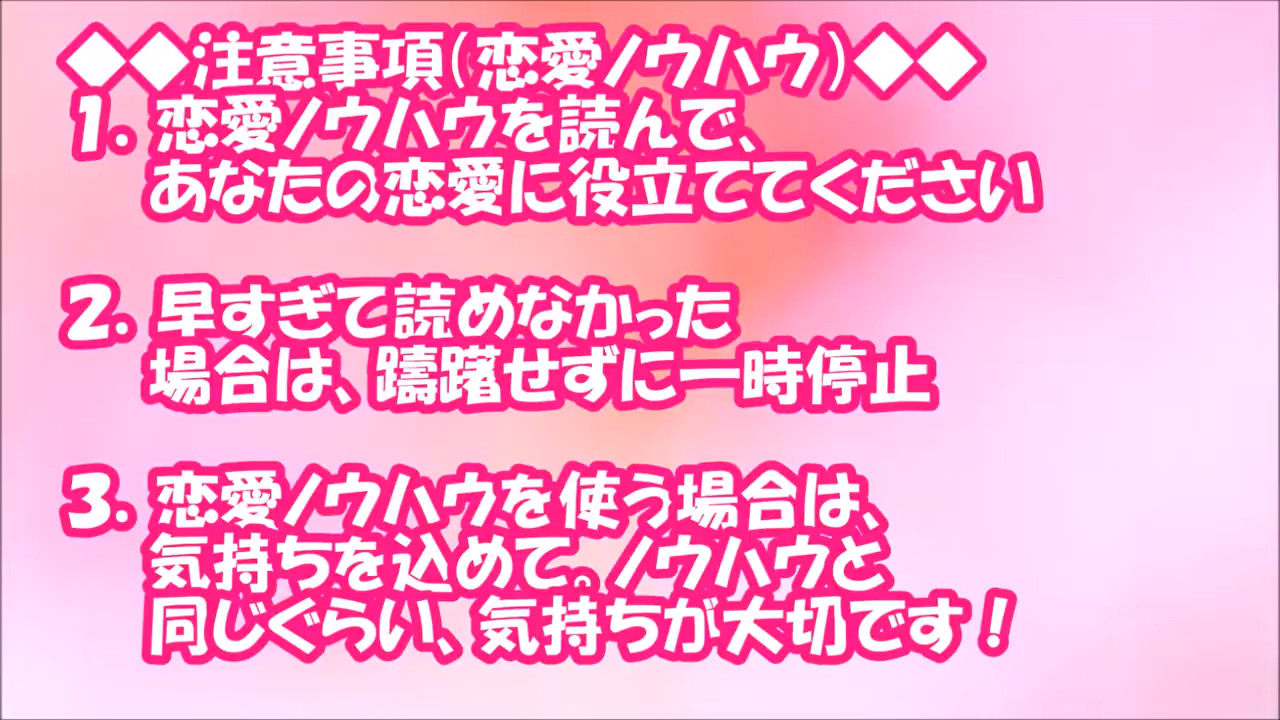 ◆◆注意事項(恋愛ノウハウ)◆◆
1. 恋愛ノウハウを読んで、
あなたの恋愛に役立ててください
2. 早すぎて読めなかった
場合は、躊躇せずに一時停止
3. 恋愛ノウハウを使う場合は、
気持ちを込めて。ノウハウと
同じぐらい、気持ちが大切です！